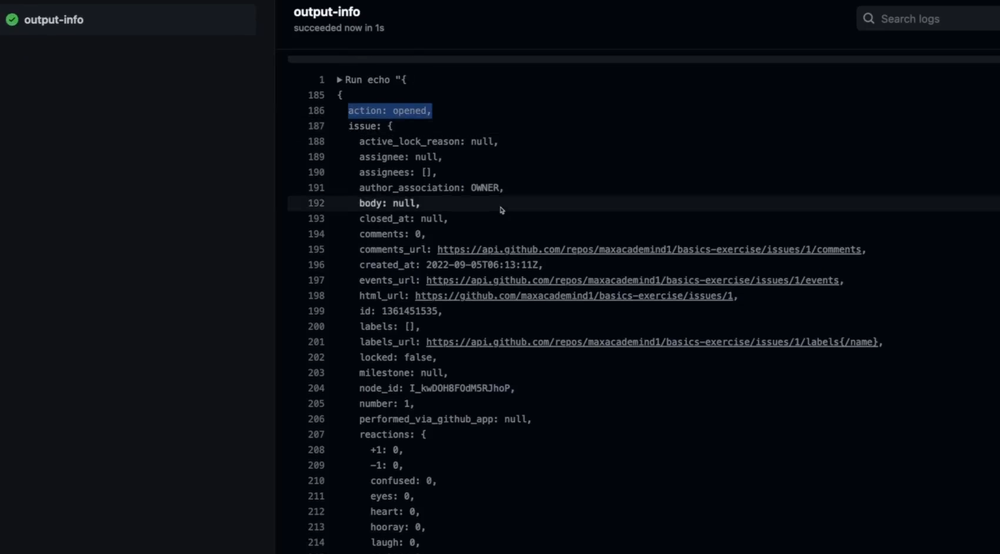 output-info
output-info
succeeded now in 1s
Search logs
1 Run echo "{
185 {
186 action: opened,
187 issue: {
188 active_lock_reason: null,
189 assignee: null,
190 assignees: [],
191 author_association: OWNER,
192 body: null,
193 closed_at: null,
194 comments: 0,
195 comments_url: https://api.github.com/repos/maxacademind1/basics-exercise/issues/1/comments,
196 created_at: 2022-09-05T06:13:11Z,
197 events_url: https://api.github.com/repos/maxacademind1/basics-exercise/issues/1/events,
198 html_url: https://github.com/maxacademind1/basics-exercise/issues/1,
199 id: 1361451535,
200 labels: [],
201 labels_url: https://api.github.com/repos/maxacademind1/basics-exercise/issues/1/labels{/name},
202 locked: false,
203 milestone: null,
204 node_id: I_kwDOH8FOdM5RJhoP,
205 number: 1,
206 performed_via_github_app: null,
207 reactions: {
208 +1: 0,
209 -1: 0,
210 confused: 0,
211 eyes: 0,
212 heart: 0,
213 hooray: 0,
214 laugh: 0,